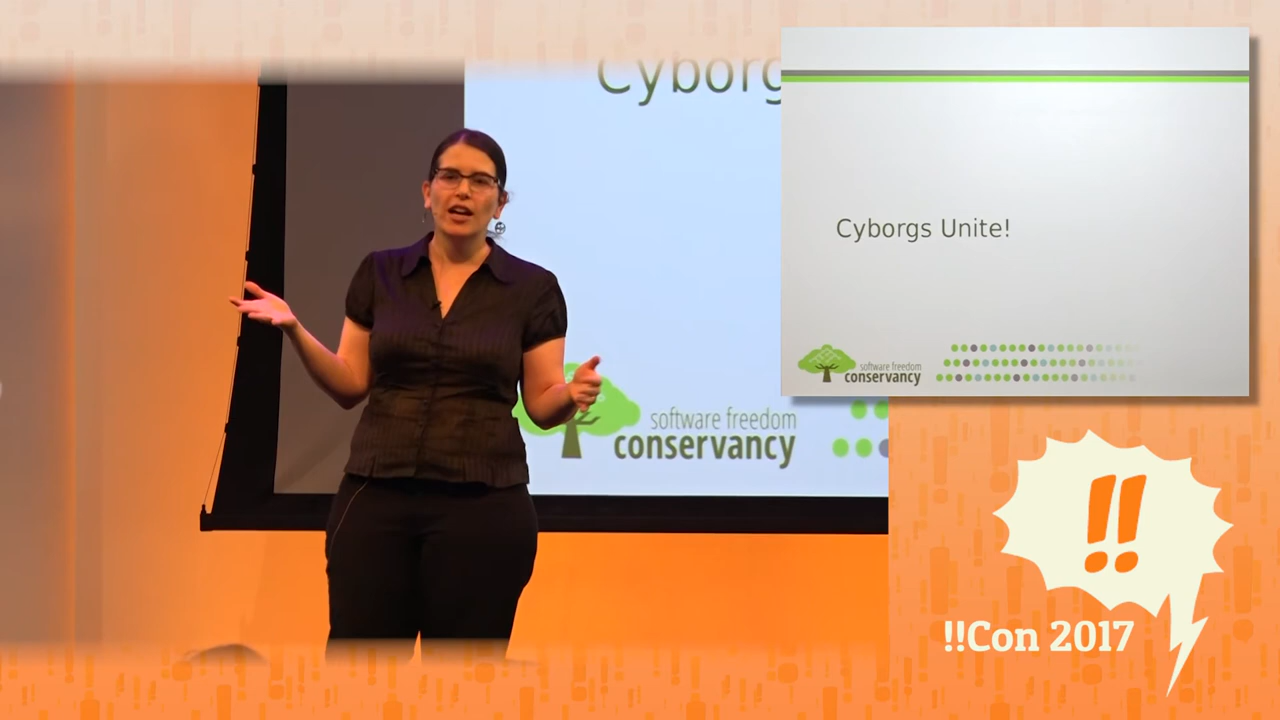 Cyborg
software freedom
conservancy
Cyborgs Unite!
software freedom
conservancy
!!
!!Con 2017